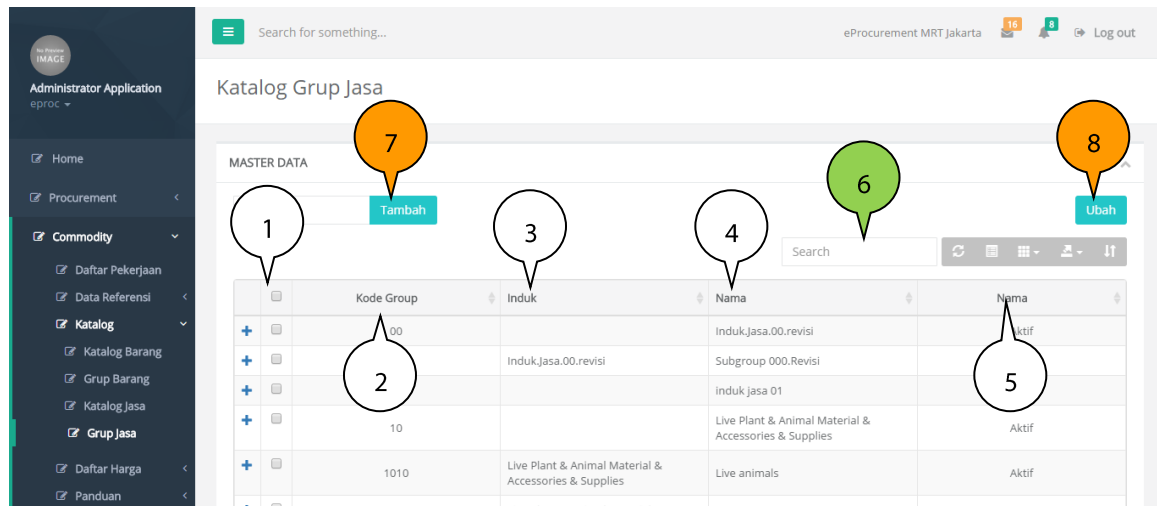 Search for something...
eProcurement MRT Jakarta
16
8
Log out
No Preview
IMAGE
Administrator Application
eproc
Home
Procurement
Commodity
Daftar Pekerjaan
Data Referensi
Katalog
Katalog Barang
Grup Barang
Katalog Jasa
Grup Jasa
Daftar Harga
Panduan
Katalog Grup Jasa
7
8
MASTER DATA
6
1
Tambah
3
4
Ubah
Search
Kode Group Induk Nama Nama
00 Induk.Jasa.00.revisi Aktif
Induk.Jasa.00.revisi Subgroup 000.Revisi
2
5
induk jasa 01
10 Live Plant & Animal Material &
Accessories & Supplies Aktif
1010 Live Plant & Animal Material &
Accessories & Supplies Live animals Aktif